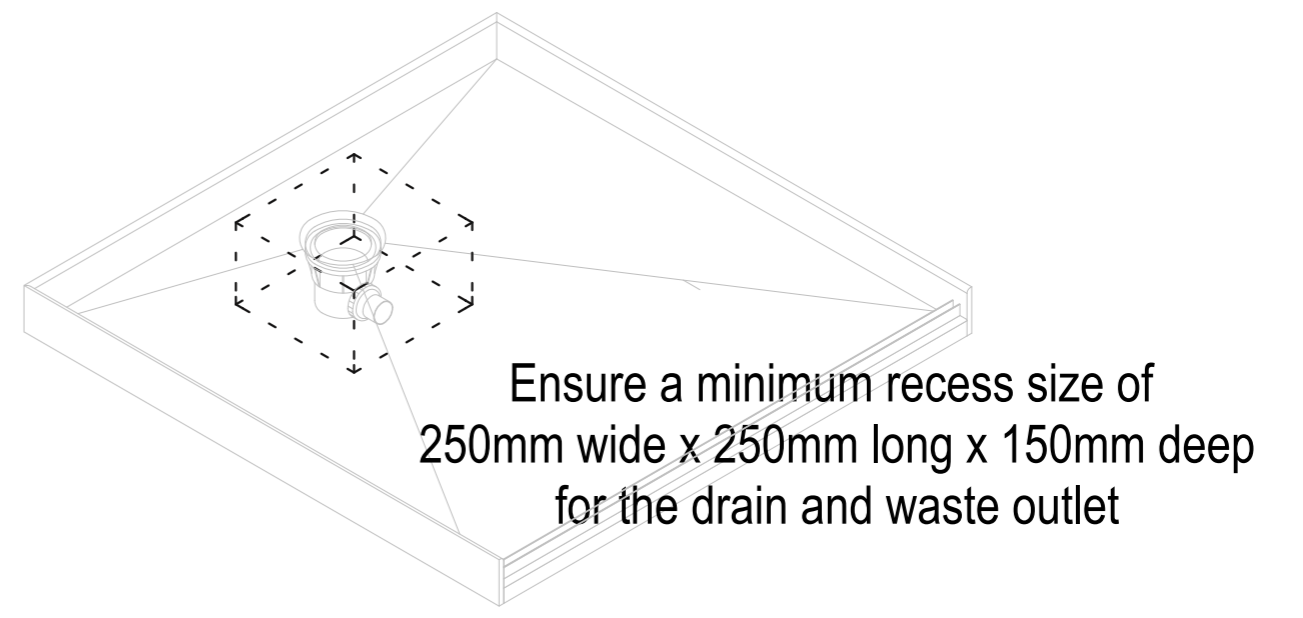 Ensure a minimum recess size of
250mm wide x 250mm long x 150mm deep
for the drain and waste outlet